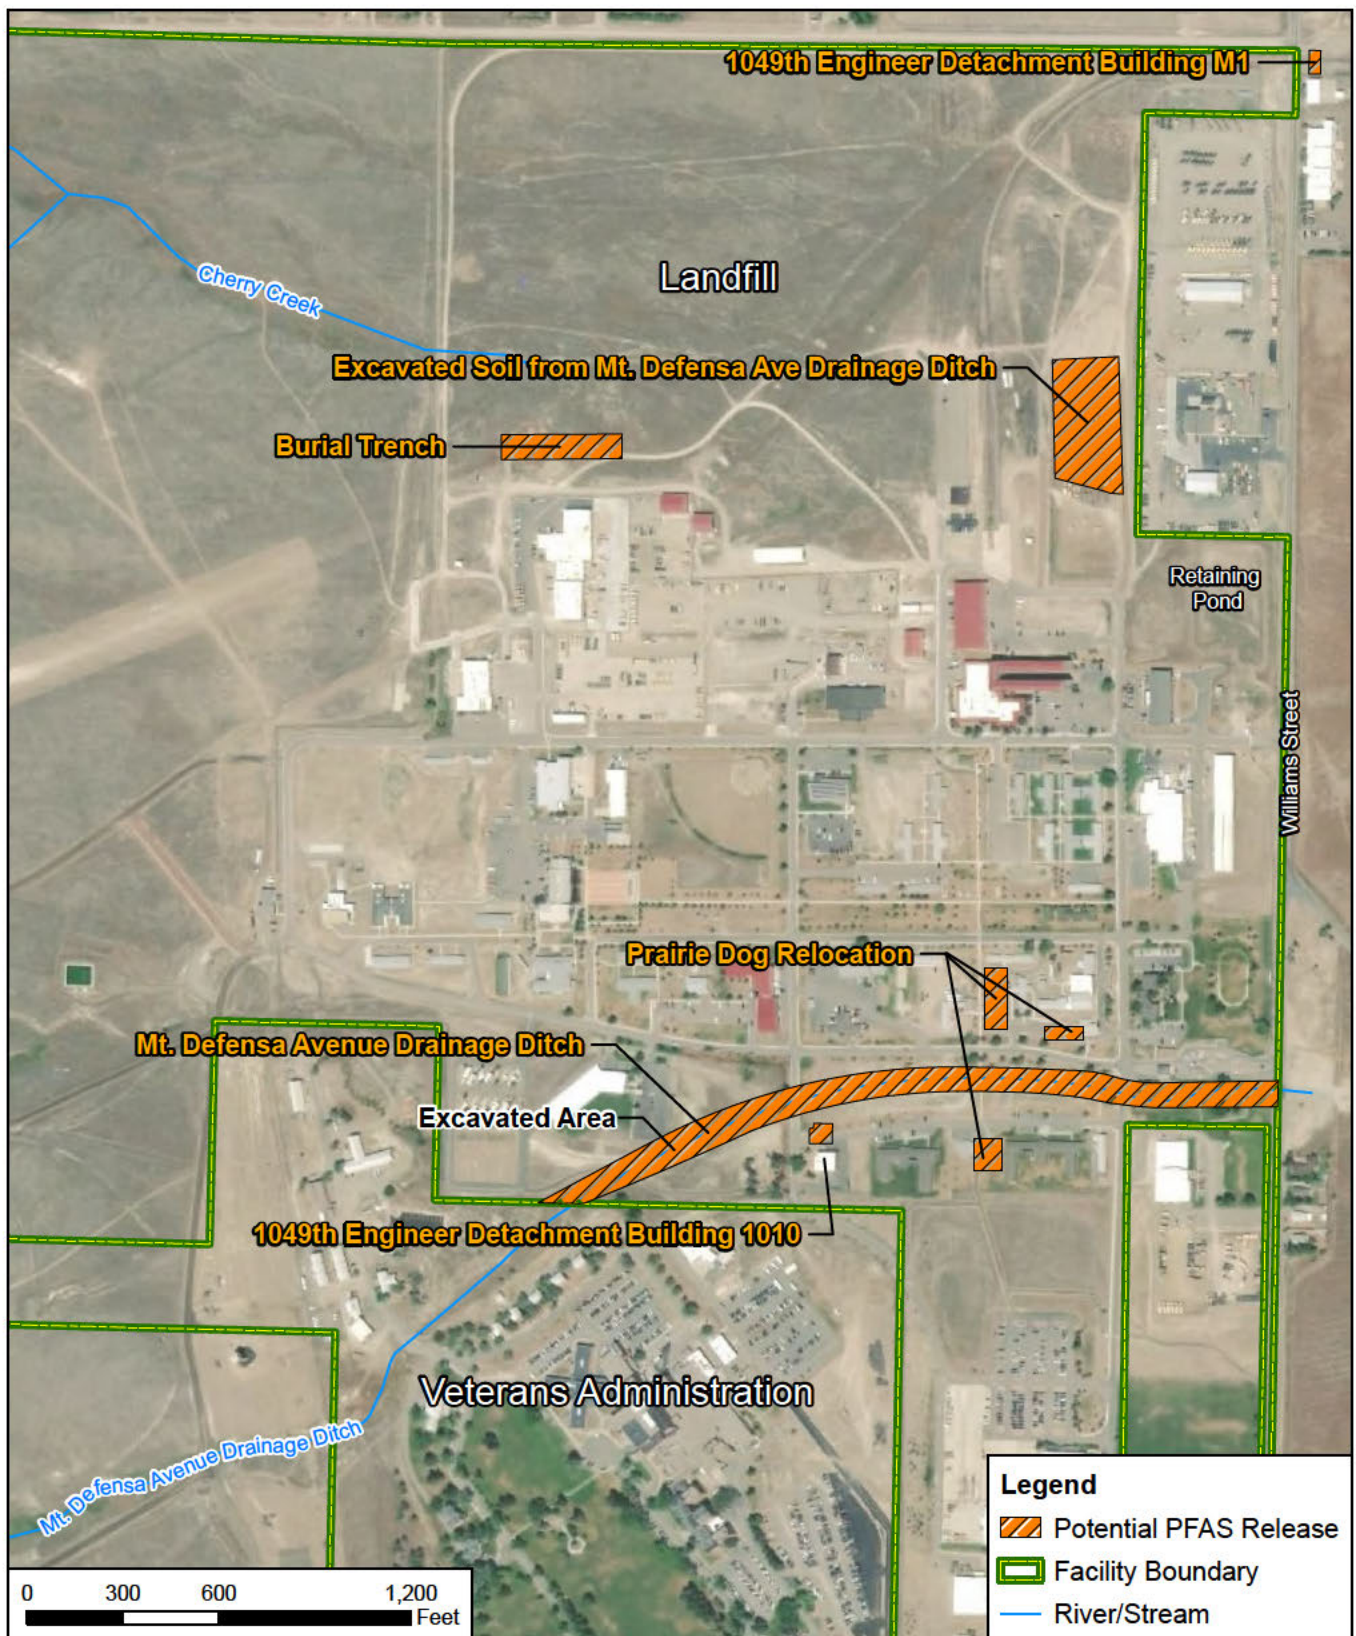 1049th Engineer Detachment Building M1
Landfill
Cherry Creek
Excavated Soil from Mt. Defensa Ave Drainage Ditch
Burial Trench
Retaining
Pond
Williams Street
Prairie Dog Relocation
Mt. Defensa Avenue Drainage Ditch
Excavated Area
1049th Engineer Detachment Building 1010
Veterans Administration
Mt. Defensa Avenue Drainage Ditch
Legend
Potential PFAS Release
Facility Boundary
River/Stream
0 300 600 1,200
Feet